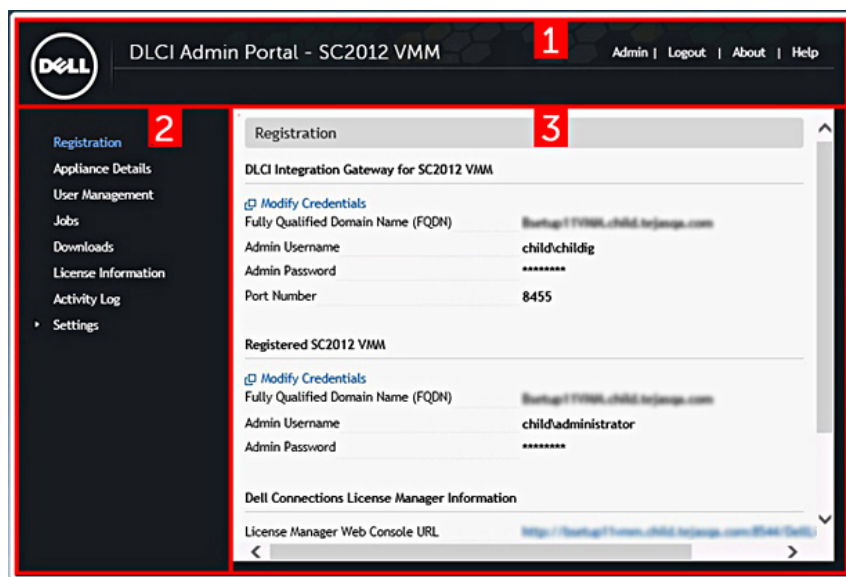 DELL
DLCI Admin Portal - SC2012 VMM
1
Admin | Logout | About | Help
2
Registration
Appliance Details
User Management
Jobs
Downloads
License Information
Activity Log
Settings
3
Registration
DLCI Integration Gateway for SC2012 VMM
Modify Credentials
Fully Qualified Domain Name (FQDN)
Admin Username child\childig
Admin Password ********
Port Number 8455
Registered SC2012 VMM
Modify Credentials
Fully Qualified Domain Name (FQDN)
Admin Username child\administrator
Admin Password ********
Dell Connections License Manager Information
License Manager Web Console URL